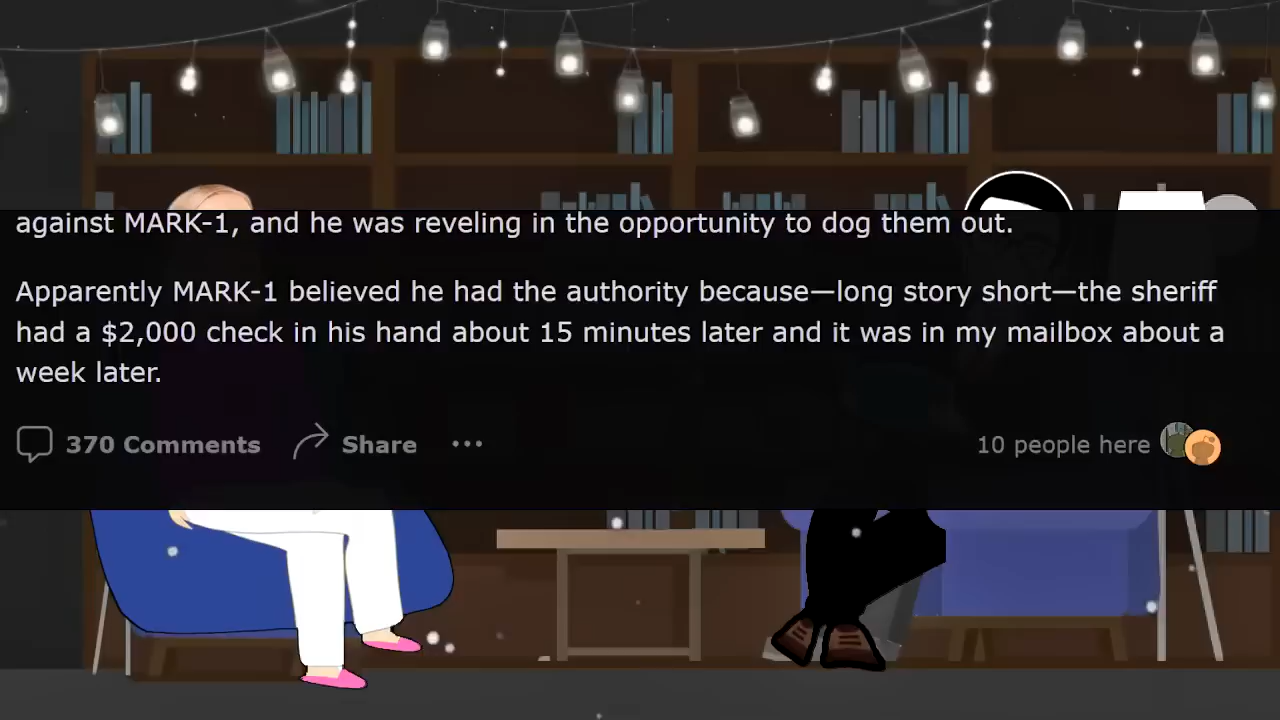 against MARK-1, and he was reveling in the opportunity to dog them out.
Apparently MARK-1 believed he had the authority because—long story short—the sheriff
had a $2,000 check in his hand about 15 minutes later and it was in my mailbox about a
week later.
370 Comments Share ••• 10 people here